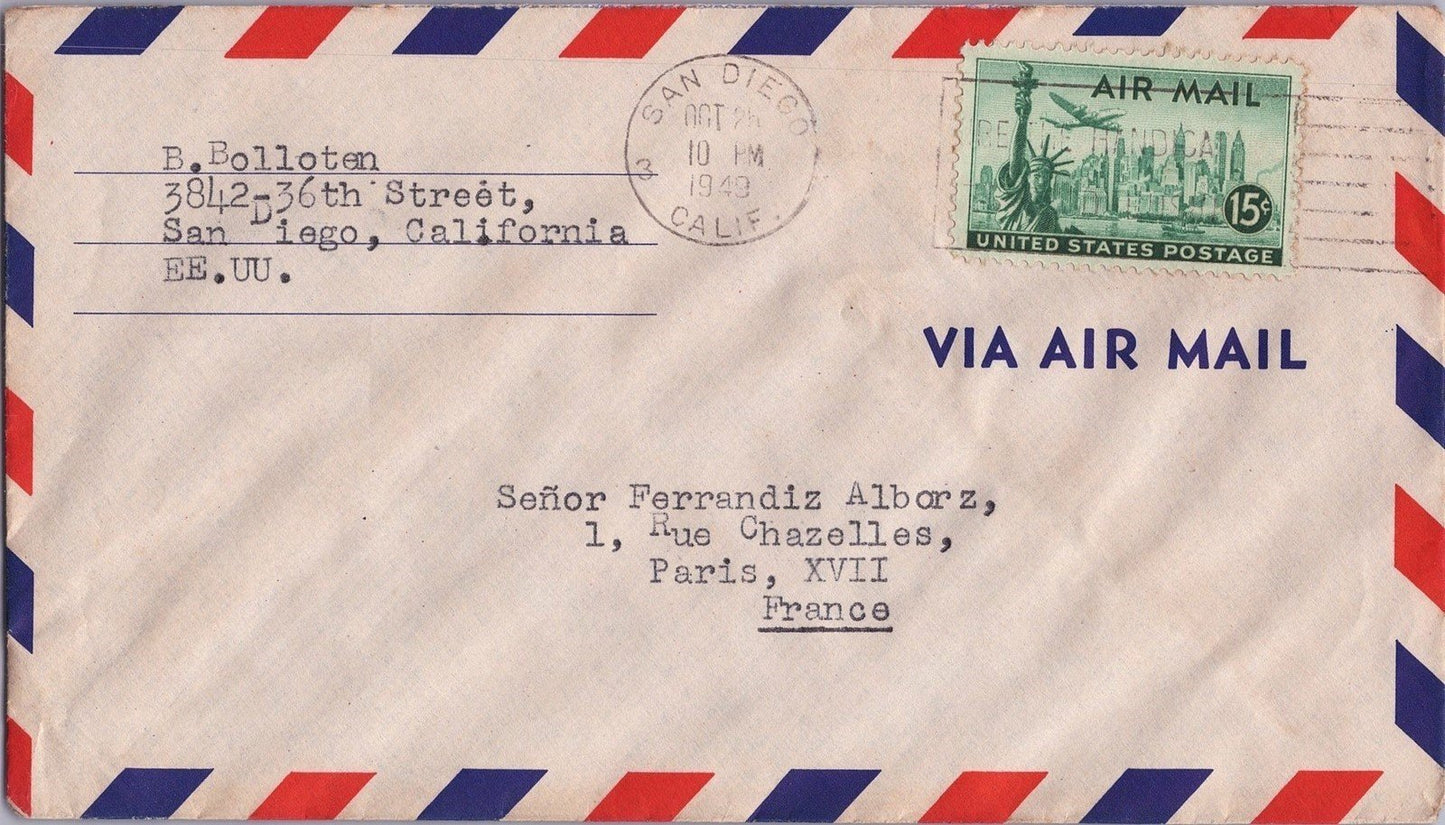 B.Bolloten
3842-36th Street,
San Diego, California
EE.UU.
SAN DIEGO
OCT
10 PM
1949
3
CALIF.
AIR MAIL
15¢
UNITED STATES POSTAGE
VIA AIR MAIL
Señor Ferrandiz Alborz,
1, Rue Chazelles,
Paris, XVII
France